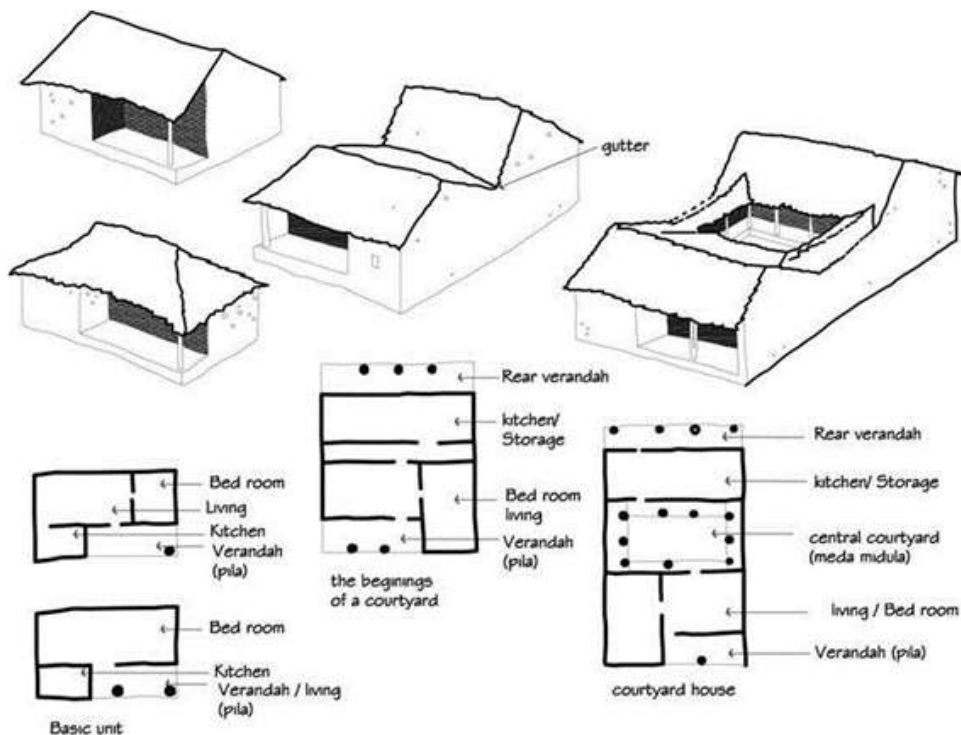 gutter
Rear verandah
kitchen/
Storage
Bed room
living
Verandah
(pila)
the beginings
of a courtyard
Bed room
Living
Kitchen
Verandah
(pila)
Bed room
Kitchen
Verandah / living
(pila)
Basic unit
Rear verandah
kitchen/ Storage
central courtyard
(meda midula)
living / Bed room
Verandah (pila)
courtyard house